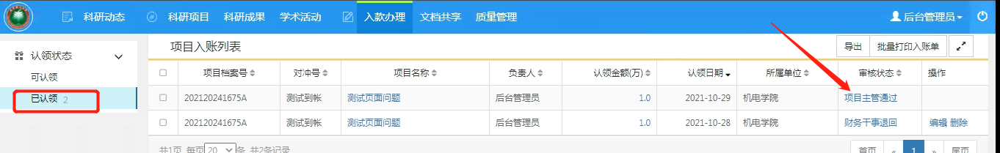 科研动态 科研项目 科研成果 学术活动 入款办理 文档共享 质量管理 后台管理员
认领状态
可认领
已认领 2
项目入账列表 导出 批量打印入账单
项目档案号 对冲号 项目名称 负责人 认领金额(万) 认领日期 所属单位 审核状态 操作
202120241675A 测试到帐 测试页面问题 后台管理员 1.0 2021-10-29 机电学院 项目主管通过
202120241675A 测试到帐 测试页面问题 后台管理员 1.0 2021-10-28 机电学院 财务干事退回 编辑 删除
共1页 每页 20 条 共2条记录 首页 « 1 » 尾页